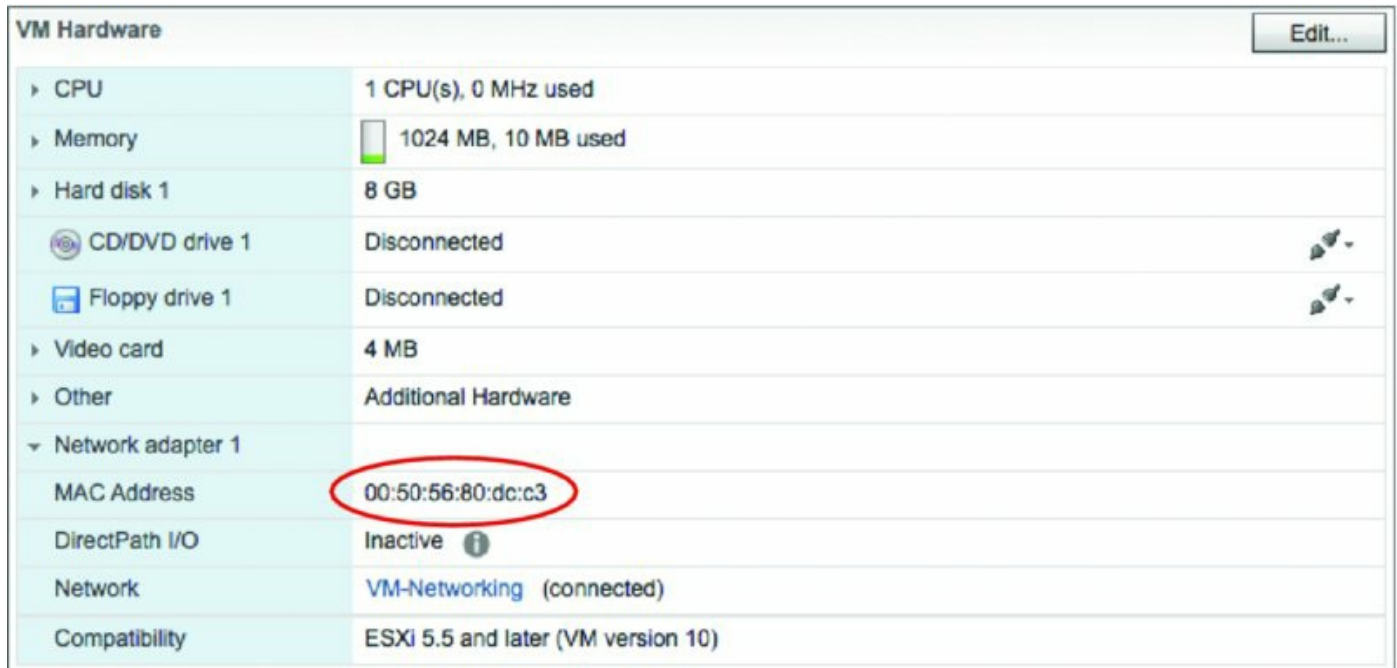 VM Hardware
Edit...
CPU 1 CPU(s), 0 MHz used
Memory 1024 MB, 10 MB used
Hard disk 1 8 GB
CD/DVD drive 1 Disconnected
Floppy drive 1 Disconnected
Video card 4 MB
Other Additional Hardware
Network adapter 1
MAC Address 00:50:56:80:dc:c3
DirectPath I/O Inactive
Network VM-Networking (connected)
Compatibility ESXi 5.5 and later (VM version 10)